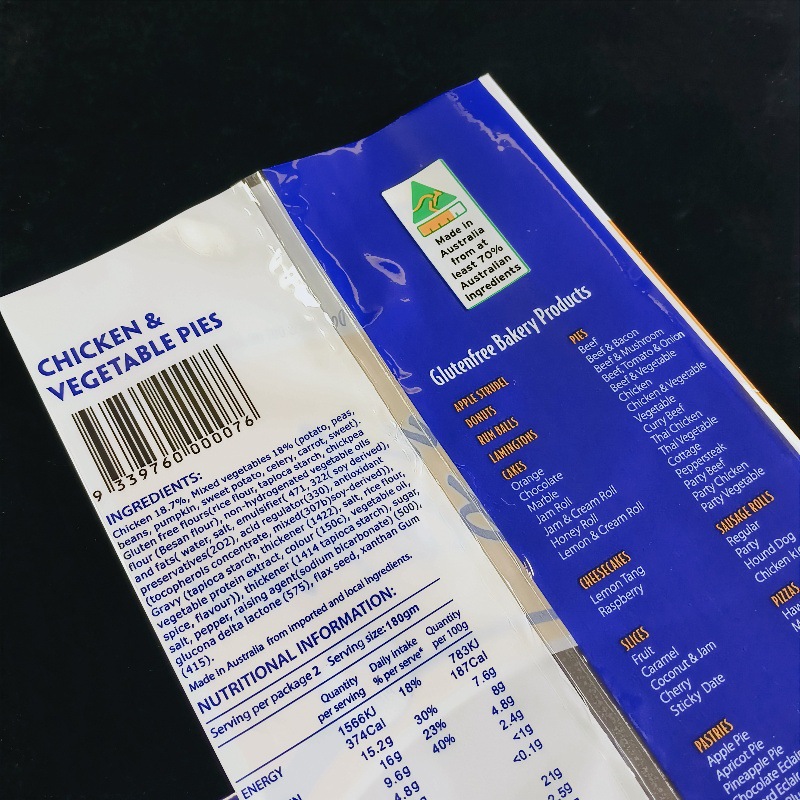 CHICKEN &
VEGETABLE PIES
9 339760 000076
INGREDIENTS:
Chicken 18.7%, Mixed vegetables 18% (potato, peas,
beans, pumpkin, sweet potato, celery, carrot, sweet).
Gluten free flours(rice flour, tapioca starch, chickpea
flour (Besan flour), non-hydrogenated vegetable oils
and fats( water, salt, emulsifier( 471, 322( soy derived),
preservatives(202), acid regulator(330), antioxidant
(tocopherols concentrate, mixed(307b)soy-derived)),
Gravy (tapioca starch, thickener (1422), salt, rice flour,
vegetable protein extract, colour (150c), vegetable oil,
spice, flavour)), thickener (1414 tapioca starch), sugar,
salt, pepper, raising agent(sodium bicarbonate) (500),
glucona delta lactone (575), flax seed, xanthan Gum
(415).
Made in Australia from imported and local ingredients.
NUTRITIONAL INFORMATION:
Serving per package 2 Serving size: 180gm
Quantity Daily Intake Quantity
per serving % per serve* per 100g
ENERGY 1566KJ 18% 783KJ
374Cal 187Cal
15.2g 30% 7.6g
16g 23% 8g
9.6g 40% 4.8g
4.8g 2.4g
<1g
<0.1g
21g
2.5g
Made in
Australia
from at
least 70%
Australian
ingredients
Glutenfree Bakery Products
APPLE STRUDEL
DONUTS
RUM BALLS
LAMINGTONS
CAKES
Orange
Chocolate
Marble
Jam Roll
Jam & Cream Roll
Honey Roll
Lemon & Cream Roll
CHEESECAKES
Lemon Tang
Raspberry
SLICES
Fruit
Caramel
Coconut & Jam
Cherry
Sticky Date
PASTRIES
Apple Pie
Apricot Pie
Pineapple Pie
Chocolate Eclair
PIES
Beef
Beef & Bacon
Beef & Mushroom
Beef, Tomato & Onion
Beef & Vegetable
Chicken
Chicken & Vegetable
Vegetable
Curry Beef
Thai Chicken
Thai Vegetable
Cottage
Peppersteak
Party Beef
Party Chicken
Party Vegetable
SAUSAGE ROLLS
Regular
Party
Hound Dog
Chicken
PIZZAS